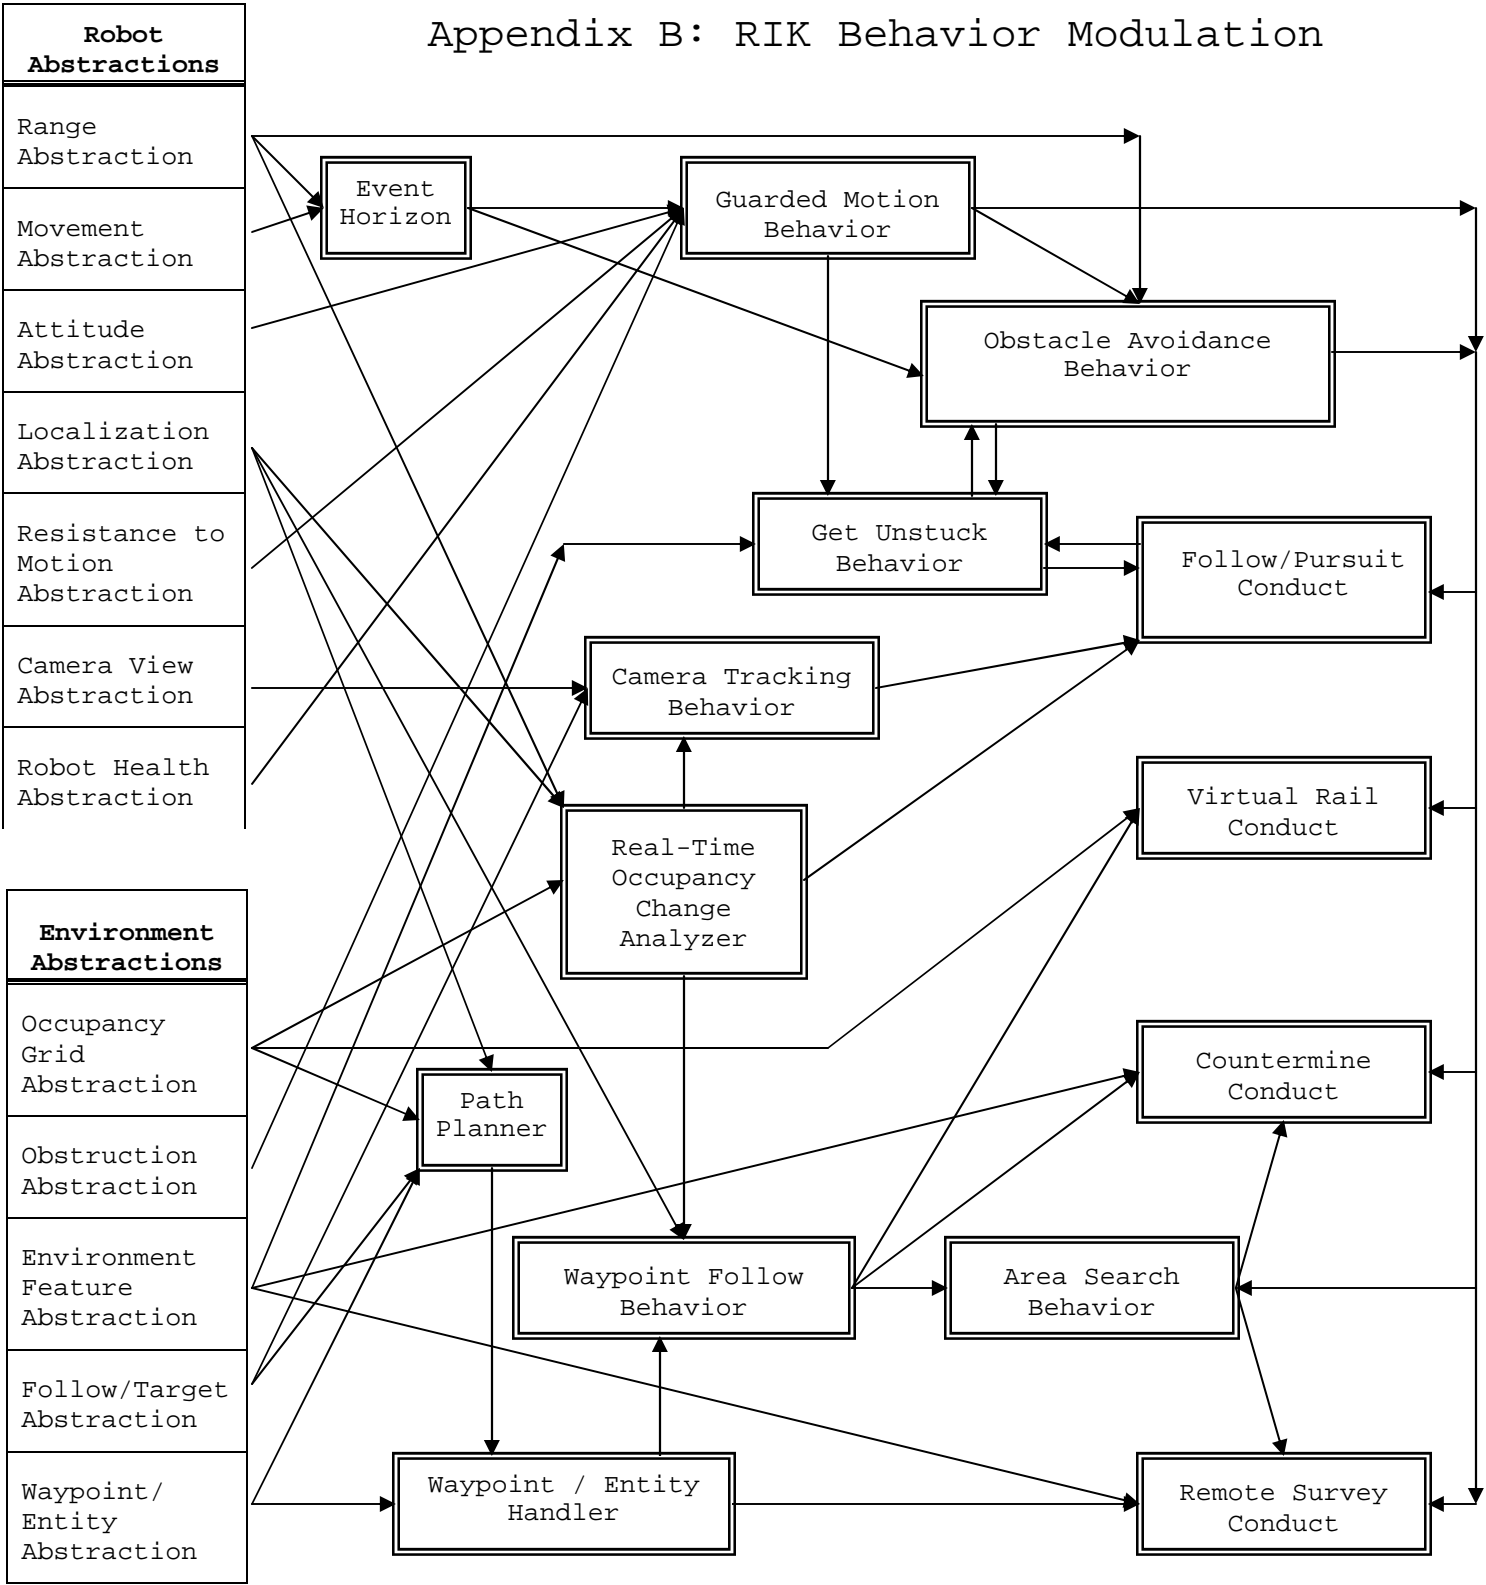 Appendix B: RIK Behavior Modulation
Robot
Abstractions
Range
Abstraction
Movement
Abstraction
Attitude
Abstraction
Localization
Abstraction
Resistance to
Motion
Abstraction
Camera View
Abstraction
Robot Health
Abstraction
Environment
Abstractions
Occupancy
Grid
Abstraction
Obstruction
Abstraction
Environment
Feature
Abstraction
Follow/Target
Abstraction
Waypoint/
Entity
Abstraction
Event
Horizon
Guarded Motion
Behavior
Obstacle Avoidance
Behavior
Get Unstuck
Behavior
Follow/Pursuit
Conduct
Camera Tracking
Behavior
Virtual Rail
Conduct
Real-Time
Occupancy
Change
Analyzer
Countermine
Conduct
Path
Planner
Waypoint Follow
Behavior
Area Search
Behavior
Waypoint / Entity
Handler
Remote Survey
Conduct